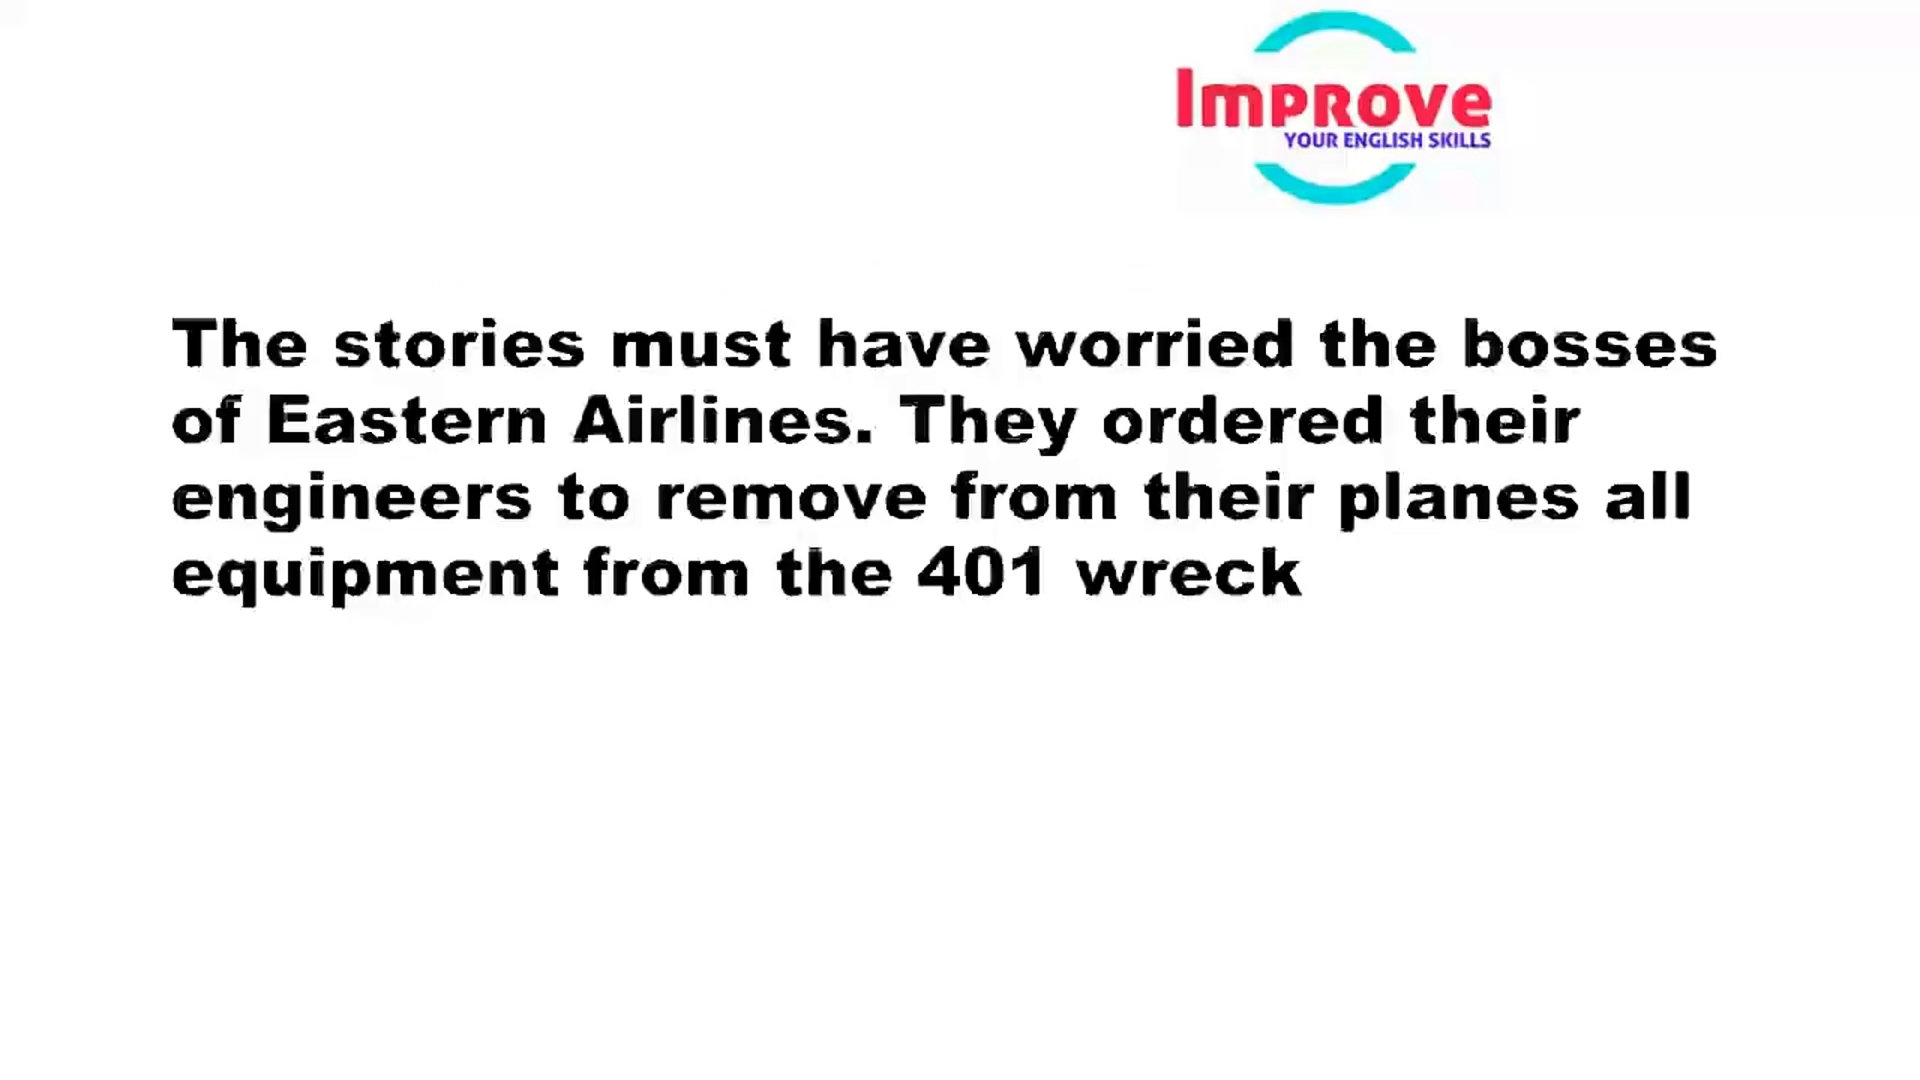 Improve
YOUR ENGLISH SKILLS
The stories must have worried the bosses
of Eastern Airlines. They ordered their
engineers to remove from their planes all
equipment from the 401 wreck